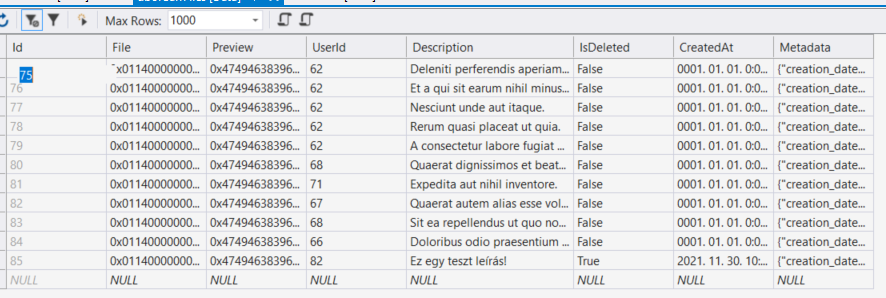 Max Rows: 1000
Id File Preview UserId Description IsDeleted CreatedAt Metadata
75 x01140000000... 0x47494638396... 62 Deleniti perferendis aperiam... False 0001. 01. 01. 0:0... {"creation_date...
76 0x01140000000... 0x47494638396... 62 Et a qui sit earum nihil minus... False 0001. 01. 01. 0:0... {"creation_date...
77 0x01140000000... 0x47494638396... 62 Nesciunt unde aut itaque. False 0001. 01. 01. 0:0... {"creation_date...
78 0x01140000000... 0x47494638396... 62 Rerum quasi placeat ut quia. False 0001. 01. 01. 0:0... {"creation_date...
79 0x01140000000... 0x47494638396... 62 A consectetur labore fugiat ... False 0001. 01. 01. 0:0... {"creation_date...
80 0x01140000000... 0x47494638396... 68 Quaerat dignissimos et beat... False 0001. 01. 01. 0:0... {"creation_date...
81 0x01140000000... 0x47494638396... 71 Expedita aut nihil inventore. False 0001. 01. 01. 0:0... {"creation_date...
82 0x01140000000... 0x47494638396... 67 Quaerat autem alias esse vol... False 0001. 01. 01. 0:0... {"creation_date...
83 0x01140000000... 0x47494638396... 68 Sit ea repellendus ut quo no... False 0001. 01. 01. 0:0... {"creation_date...
84 0x01140000000... 0x47494638396... 66 Doloribus odio praesentium ... False 0001. 01. 01. 0:0... {"creation_date...
85 0x01140000000... 0x47494638396... 82 Ez egy teszt leírás! True 2021. 11. 30. 10:... {"creation_date...
NULL NULL NULL NULL NULL NULL NULL NULL